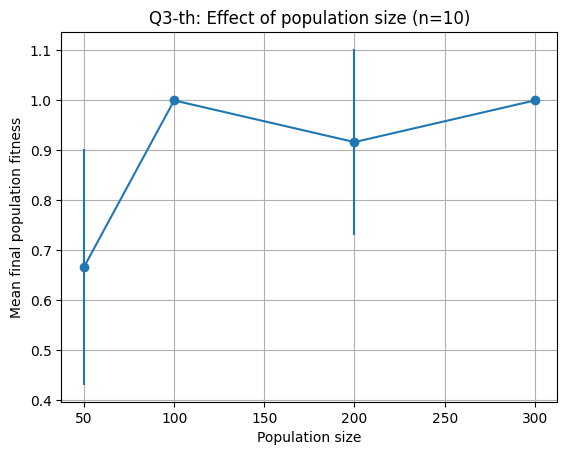 Q3-th: Effect of population size (n=10)
Mean final population fitness
1.1
1.0
0.9
0.8
0.7
0.6
0.5
0.4
50 100 150 200 250 300
Population size